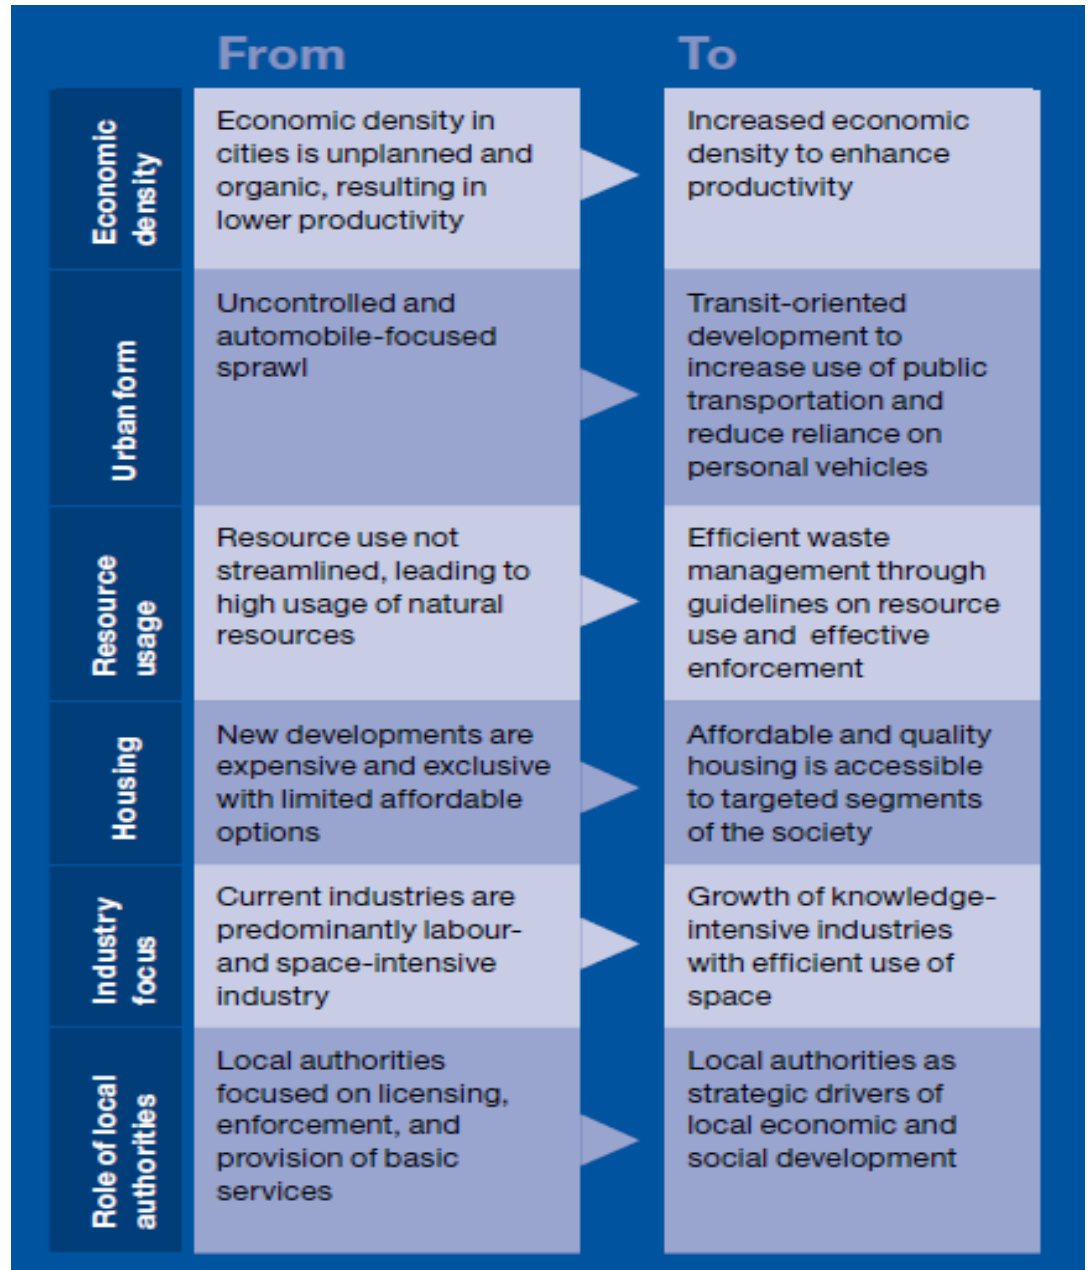 From
To
Economic
density
Economic density in
cities is unplanned and
organic, resulting in
lower productivity
Increased economic
density to enhance
productivity
Urban form
Uncontrolled and
automobile-focused
sprawl
Transit-oriented
development to
increase use of public
transportation and
reduce reliance on
personal vehicles
Resource
usage
Resource use not
streamlined, leading to
high usage of natural
resources
Efficient waste
management through
guidelines on resource
use and effective
enforcement
Housing
New developments are
expensive and exclusive
with limited affordable
options
Affordable and quality
housing is accessible
to targeted segments
of the society
Industry
focus
Current industries are
predominantly labour-
and space-intensive
industry
Growth of knowledge-
intensive industries
with efficient use of
space
Role of local
authorities
Local authorities
focused on licensing,
enforcement, and
provision of basic
services
Local authorities as
strategic drivers of
local economic and
social development